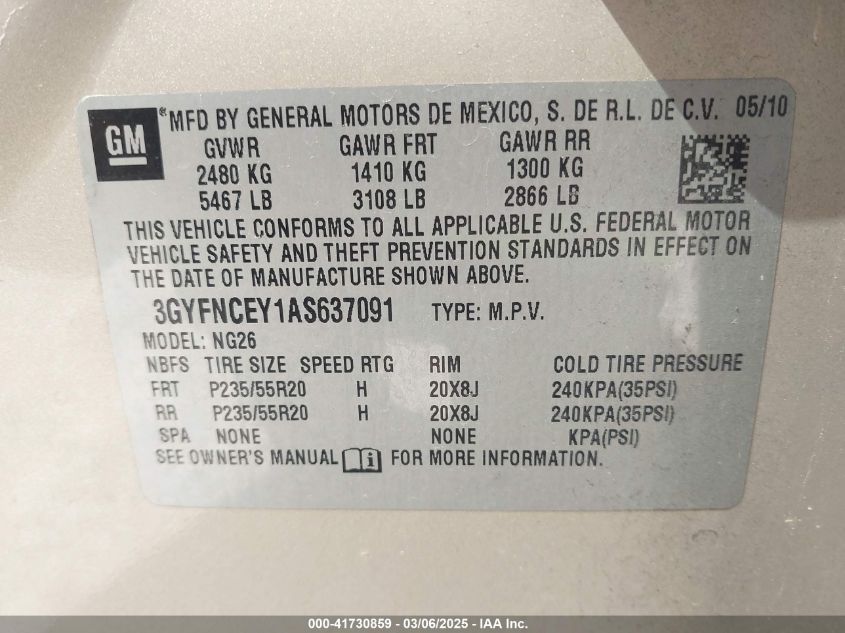 GM
*MFD BY GENERAL MOTORS DE MEXICO, S. DE R.L. DE C.V. 05/10
GVWR GAWR FRT GAWR RR
2480 KG 1410 KG 1300 KG
5467 LB 3108 LB 2866 LB
THIS VEHICLE CONFORMS TO ALL APPLICABLE U.S. FEDERAL MOTOR
VEHICLE SAFETY AND THEFT PREVENTION STANDARDS IN EFFECT ON
THE DATE OF MANUFACTURE SHOWN ABOVE.
3GYFNCEY1AS637091 TYPE: M.P.V.
MODEL: NG26
NBFS TIRE SIZE SPEED RTG RIM COLD TIRE PRESSURE
FRT P235/55R20 H 20X8J 240KPA(35PSI)
RR P235/55R20 H 20X8J 240KPA(35PSI)
SPA NONE NONE KPA(PSI)
SEE OWNER'S MANUAL FOR MORE INFORMATION.
000-41730859 - 03/06/2025 - IAA Inc.